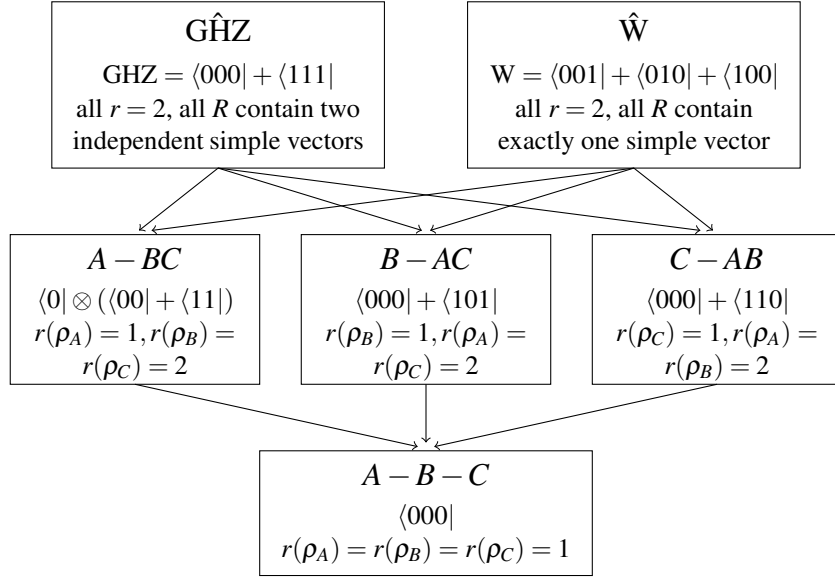 GĤZ
GHZ = ⟨000| + ⟨111|
all r = 2, all R contain two
independent simple vectors
Ŵ
W = ⟨001| + ⟨010| + ⟨100|
all r = 2, all R contain
exactly one simple vector
A − BC
⟨0| ⊗ (⟨00| + ⟨11|)
r(ρ_A) = 1, r(ρ_B) =
r(ρ_C) = 2
B − AC
⟨000| + ⟨101|
r(ρ_B) = 1, r(ρ_A) =
r(ρ_C) = 2
C − AB
⟨000| + ⟨110|
r(ρ_C) = 1, r(ρ_A) =
r(ρ_B) = 2
A − B − C
⟨000|
r(ρ_A) = r(ρ_B) = r(ρ_C) = 1